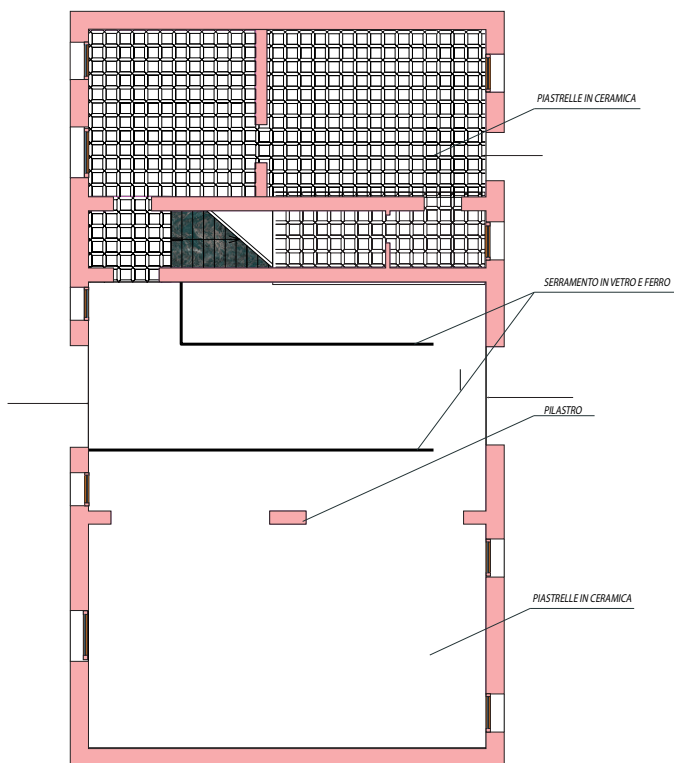 PIASTRELLE IN CERAMICA
SERRAMENTO IN VETRO E FERRO
PILASTRO
PIASTRELLE IN CERAMICA